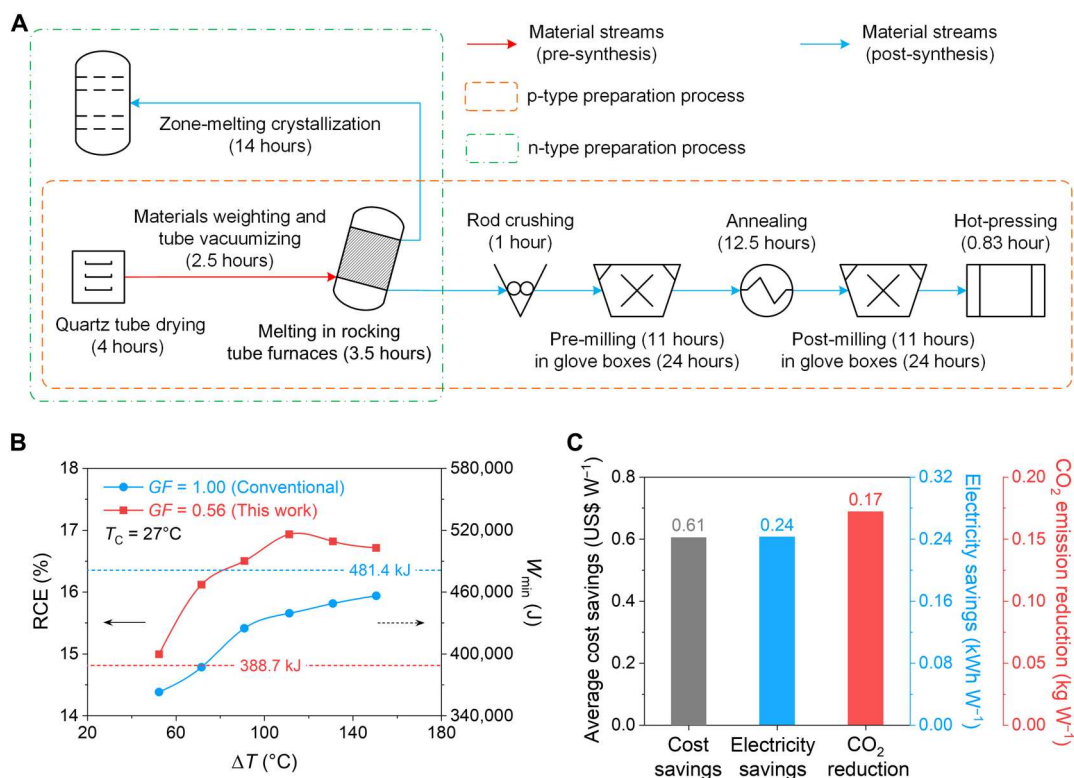 A
Material streams
(pre-synthesis)
Material streams
(post-synthesis)
p-type preparation process
n-type preparation process
Zone-melting crystallization
(14 hours)
Materials weighting and
tube vacuumizing
(2.5 hours)
Quartz tube drying
(4 hours)
Melting in rocking
tube furnaces (3.5 hours)
Rod crushing
(1 hour)
Pre-milling (11 hours)
in glove boxes (24 hours)
Annealing
(12.5 hours)
Post-milling (11 hours)
in glove boxes (24 hours)
Hot-pressing
(0.83 hour)
B
RCE (%)
18
17
16
15
14
GF = 1.00 (Conventional)
GF = 0.56 (This work)
T_C = 27°C
481.4 kJ
388.7 kJ
580,000
520,000
460,000
400,000
340,000
W_min (J)
20 60 100 140 180
ΔT (°C)
C
Average cost savings (US$ W⁻¹)
0.8
0.6
0.4
0.2
0.0
0.61
0.24
0.17
0.32
0.24
0.16
0.08
0.00
Electricity savings (kWh W⁻¹)
0.20
0.15
0.10
0.05
0.00
CO₂ emission reduction (kg W⁻¹)
Cost
savings
Electricity
savings
CO₂
reduction